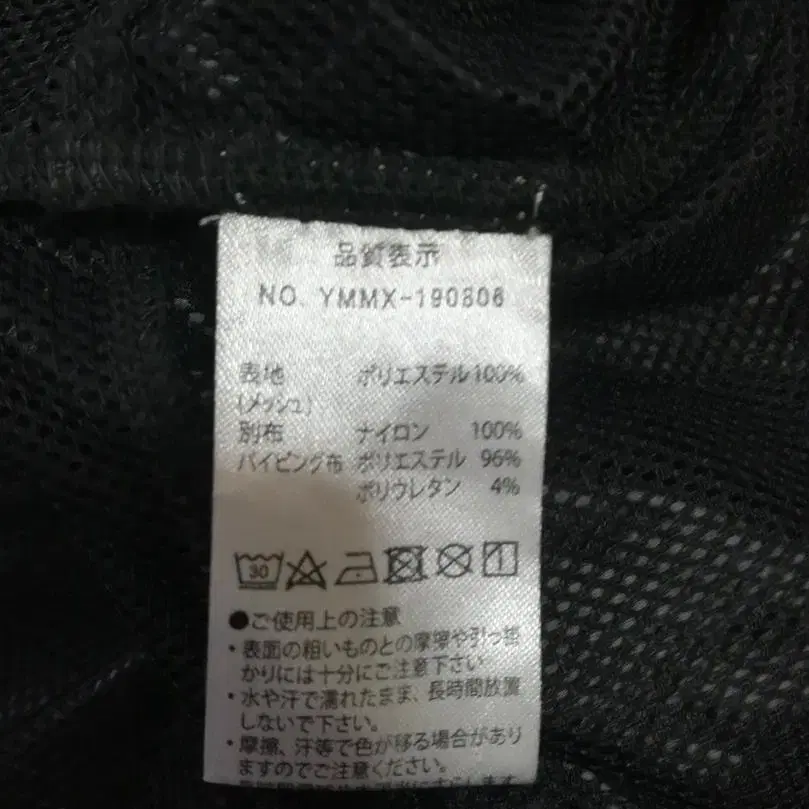 品質表示
NO. YMMX-190806
表地 ポリエステル100%
(メッシュ)
別布 ナイロン 100%
パイピング布 ポリエステル 96%
ポリウレタン 4%
30
●ご使用上の注意
・表面の粗いものとの摩擦や引っ掛
かりには十分にご注意下さい
・水や汗で濡れたまま、長時間放置
しないで下さい。
・摩擦、汗等で色が移る場合があり
ますのでご注意ください。